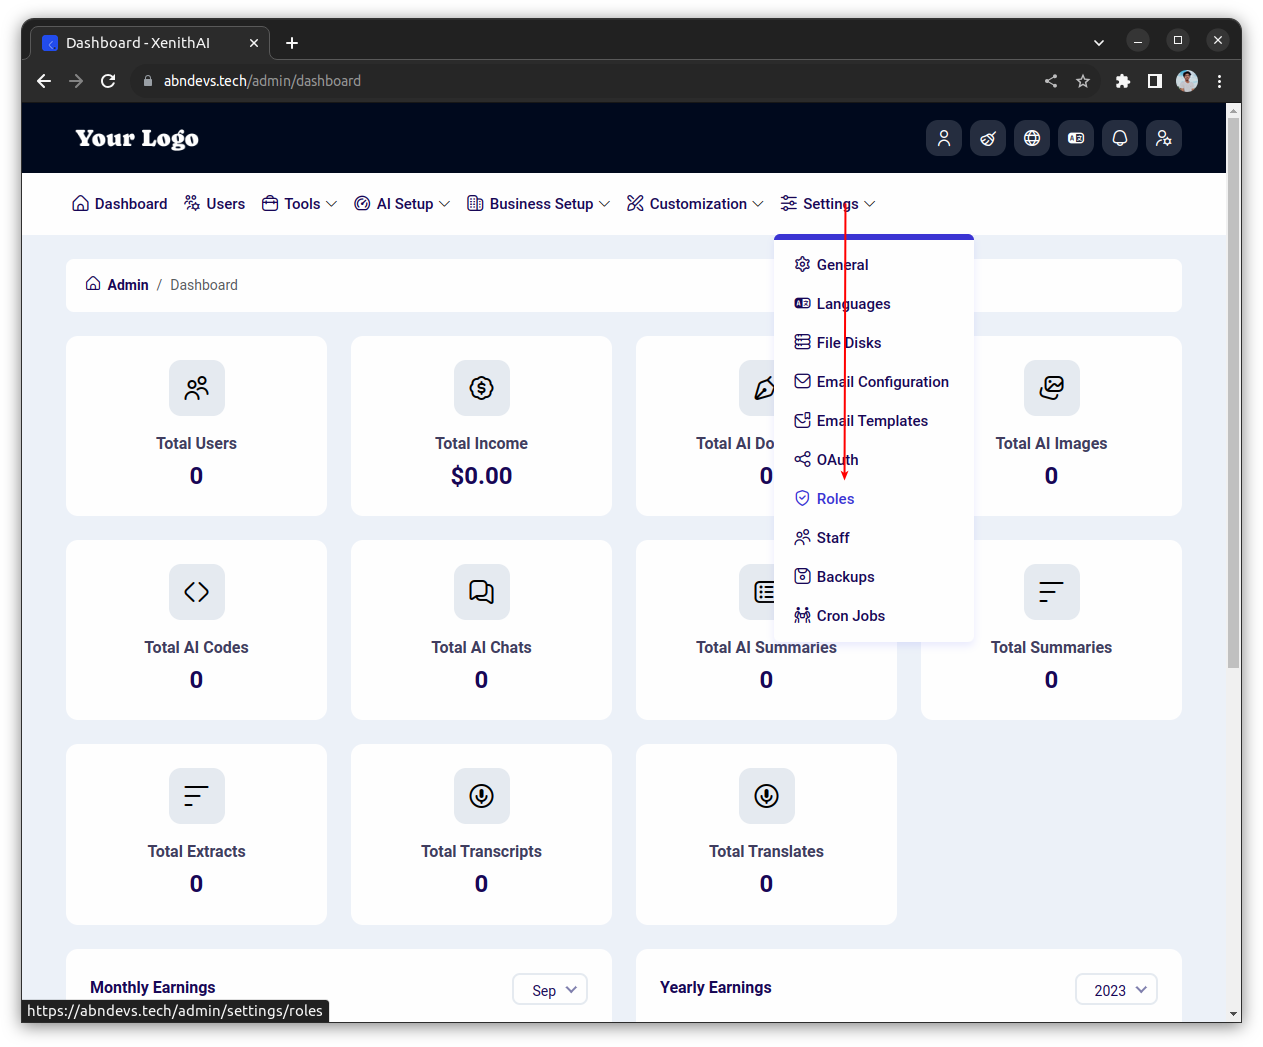 Dashboard - XenithAI
abndevs.tech/admin/dashboard
Your Logo
Dashboard Users Tools AI Setup Business Setup Customization Settings
Admin / Dashboard
General
Languages
File Disks
Email Configuration
Email Templates
OAuth
Roles
Staff
Backups
Cron Jobs
Total Users
0
Total Income
$0.00
Total AI Do
0
Total AI Images
0
Total AI Codes
0
Total AI Chats
0
Total AI Summaries
0
Total Summaries
0
Total Extracts
0
Total Transcripts
0
Total Translates
0
Monthly Earnings Sep
Yearly Earnings 2023
https://abndevs.tech/admin/settings/roles